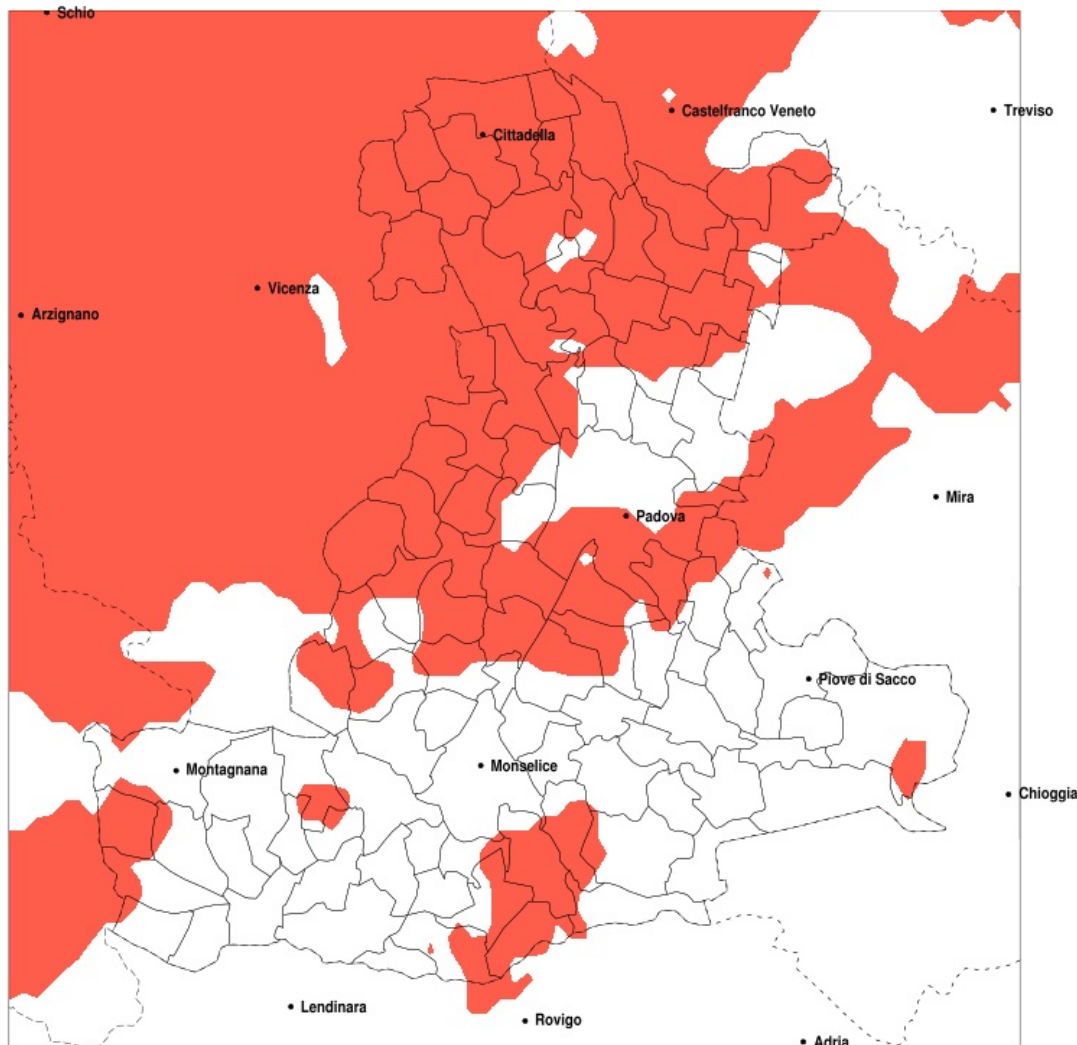 Schio
Castelfranco Veneto
Treviso
Cittadella
Vicenza
Arzignano
Mira
Padova
Piove di Sacco
Montagnana
Monselice
Chioggia
Lendinara
Rovigo
Adria